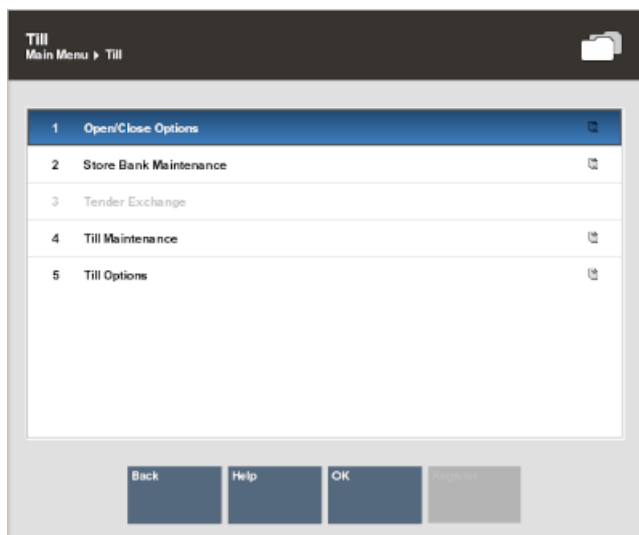 Till
Main Menu ▸ Till
1 Open/Close Options
2 Store Bank Maintenance
3 Tender Exchange
4 Till Maintenance
5 Till Options
Back Help OK Register